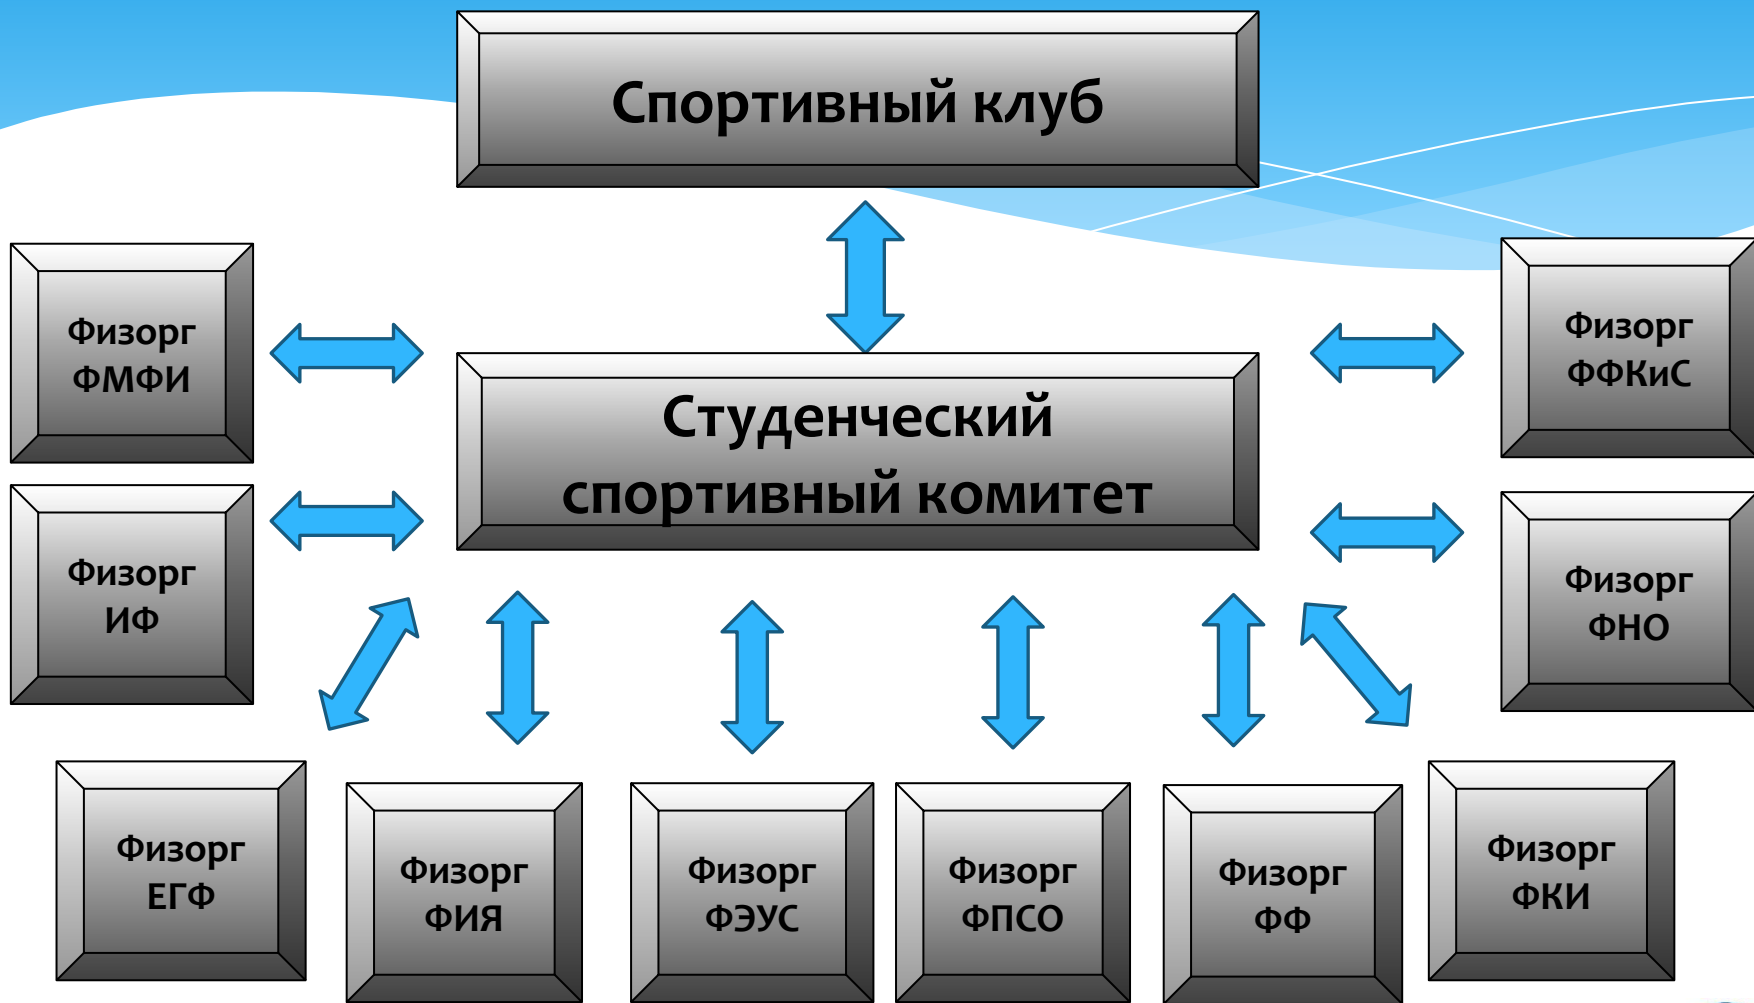 Спортивный клуб
Физорг
ФМФИ
Физорг
ФФКиС
Студенческий
спортивный комитет
Физорг
ИФ
Физорг
ФНО
Физорг
ЕГФ
Физорг
ФИЯ
Физорг
ФЭУС
Физорг
ФПСО
Физорг
ФФ
Физорг
ФКИ